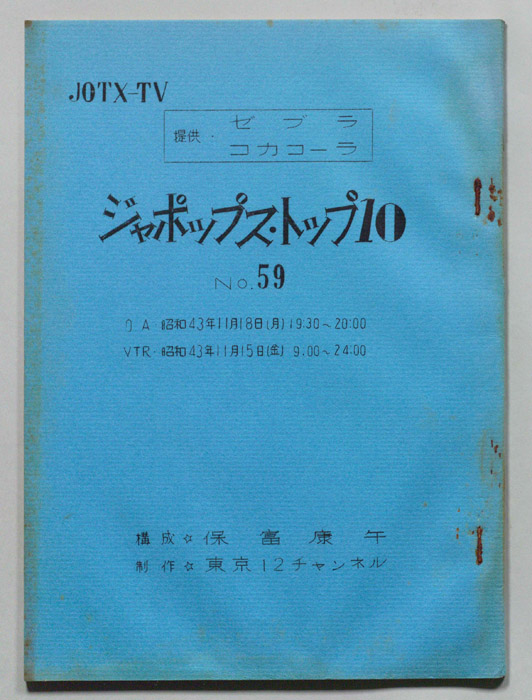 JOTX-TV
提供・ゼブラ
コカコーラ
ジャポップス・トップ10
No.59
O A・昭和43年11月18日(月)19:30~20:00
VTR・昭和43年11月15日(金) 9:00~24:00
構成☆保富康午
制作☆東京12チャンネル